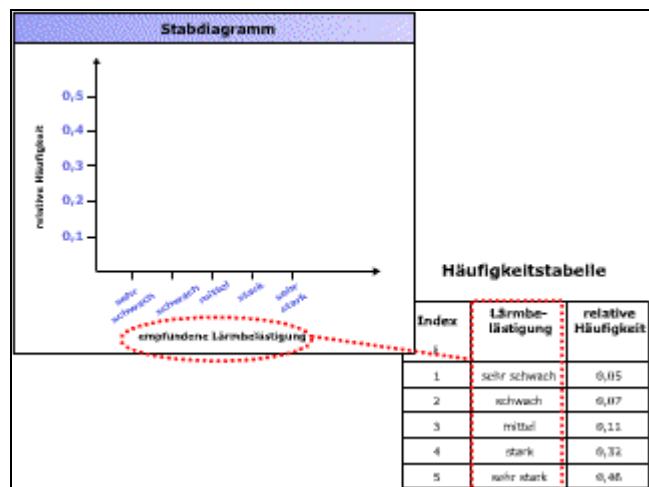 Stabdiagramm
relative Häufigkeit
0,5
0,4
0,3
0,2
0,1
sehr schwach
schwach
mittel
stark
sehr stark
empfundene Lärmbelästigung
Häufigkeitstabelle
Index i
Lärmbe-
lästigung
relative
Häufigkeit
1 sehr schwach 0,05
2 schwach 0,07
3 mittel 0,11
4 stark 0,32
5 sehr stark 0,46